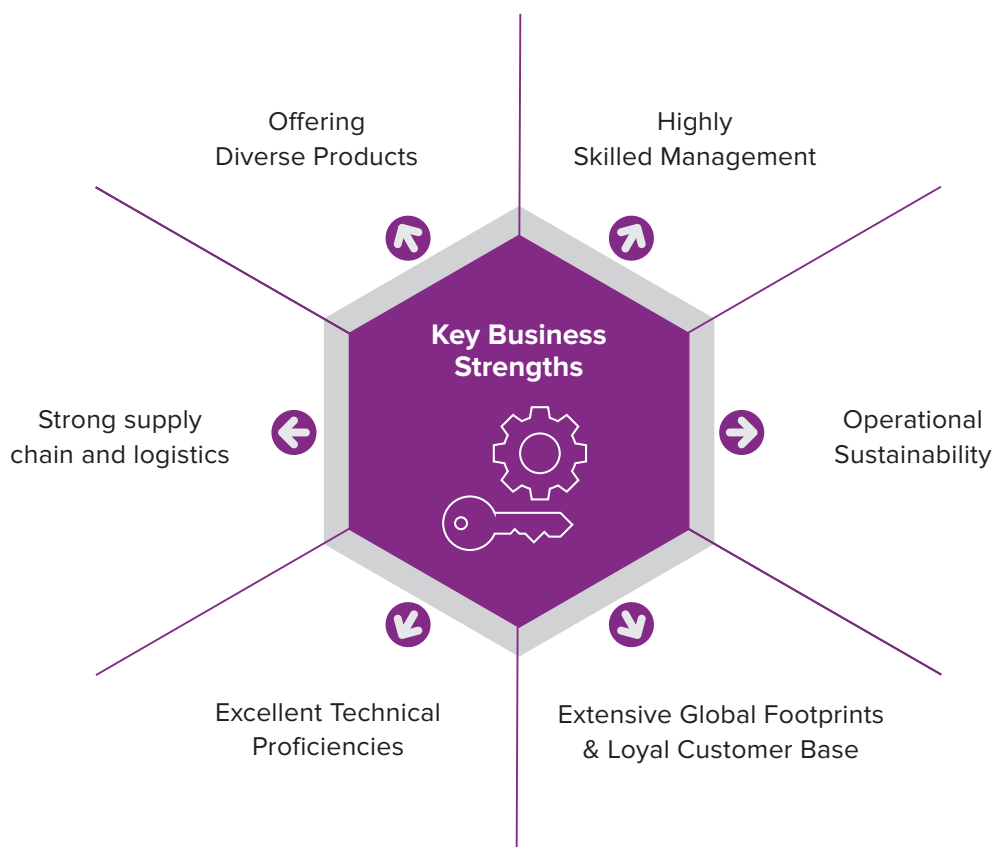 Offering
Diverse Products
Highly
Skilled Management
Key Business
Strengths
Strong supply
chain and logistics
Operational
Sustainability
Excellent Technical
Proficiencies
Extensive Global Footprints
& Loyal Customer Base